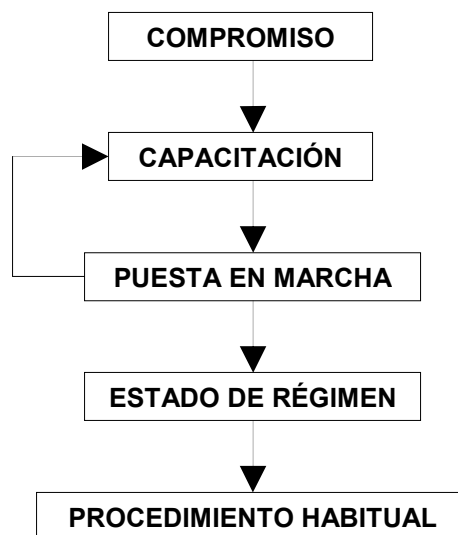 COMPROMISO
CAPACITACIÓN
PUESTA EN MARCHA
ESTADO DE RÉGIMEN
PROCEDIMIENTO HABITUAL